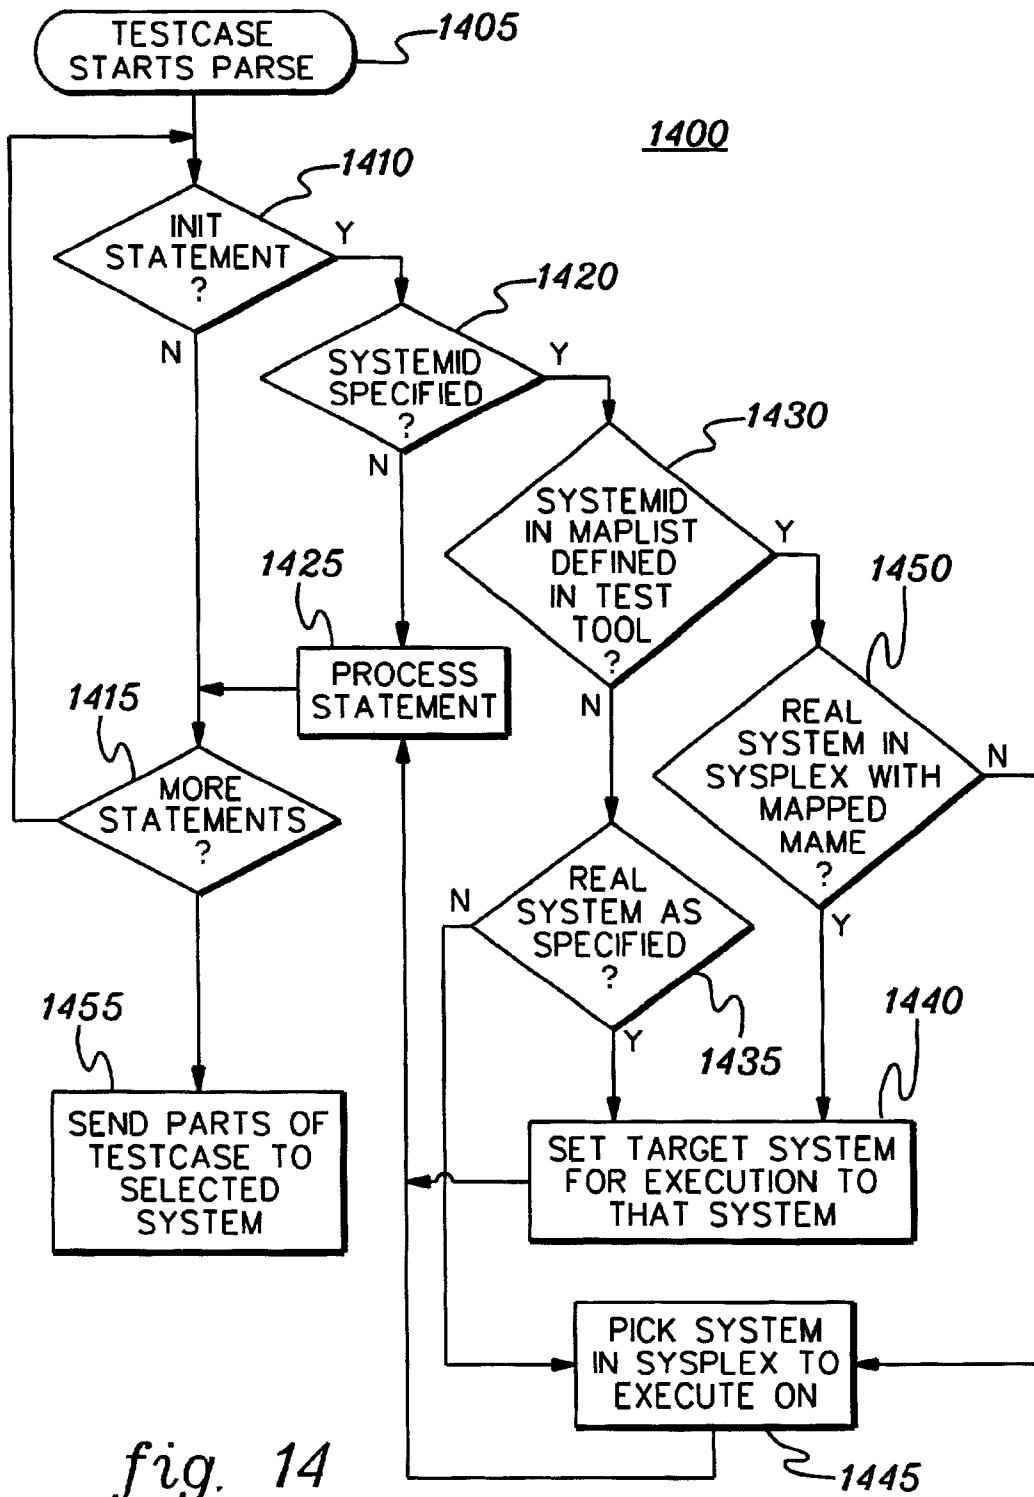 TESTCASE
STARTS PARSE
1405
1400
1410
INIT
STATEMENT
?
Y
N
1420
SYSTEMID
SPECIFIED
?
Y
N
1430
SYSTEMID
IN MAPLIST
DEFINED
IN TEST
TOOL
?
Y
N
1425
PROCESS
STATEMENT
1450
REAL
SYSTEM IN
SYSPLEX WITH
MAPPED
MAME
?
N
Y
1415
MORE
STATEMENTS
?
REAL
SYSTEM AS
SPECIFIED
?
N
Y
1435
1440
SET TARGET SYSTEM
FOR EXECUTION TO
THAT SYSTEM
1455
SEND PARTS OF
TESTCASE TO
SELECTED
SYSTEM
PICK SYSTEM
IN SYSPLEX TO
EXECUTE ON
1445
fig. 14